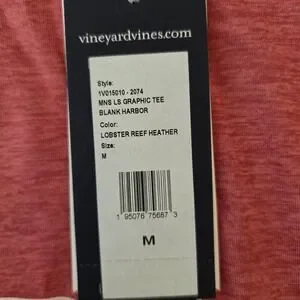 vineyardvines.com
Style:
1V015010 - 2074
MNS LS GRAPHIC TEE
BLANK HARBOR
Color:
LOBSTER REEF HEATHER
Size:
M
1 95076 75687 3
M